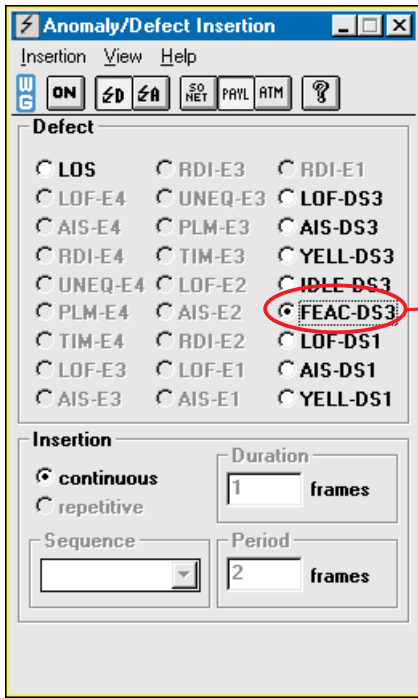 Anomaly/Defect Insertion
Insertion View Help
WG ON D A SO NET PAYL ATM ?
Defect
LOS RDI-E3 RDI-E1
LOF-E4 UNEQ-E3 LOF-DS3
AIS-E4 PLM-E3 AIS-DS3
RDI-E4 TIM-E3 YELL-DS3
UNEQ-E4 LOF-E2 IDLE-DS3
PLM-E4 AIS-E2 FEAC-DS3
TIM-E4 RDI-E2 LOF-DS1
LOF-E3 LOF-E1 AIS-DS1
AIS-E3 AIS-E1 YELL-DS1
Insertion
continuous
repetitive
Duration
1 frames
Sequence
Period
2 frames